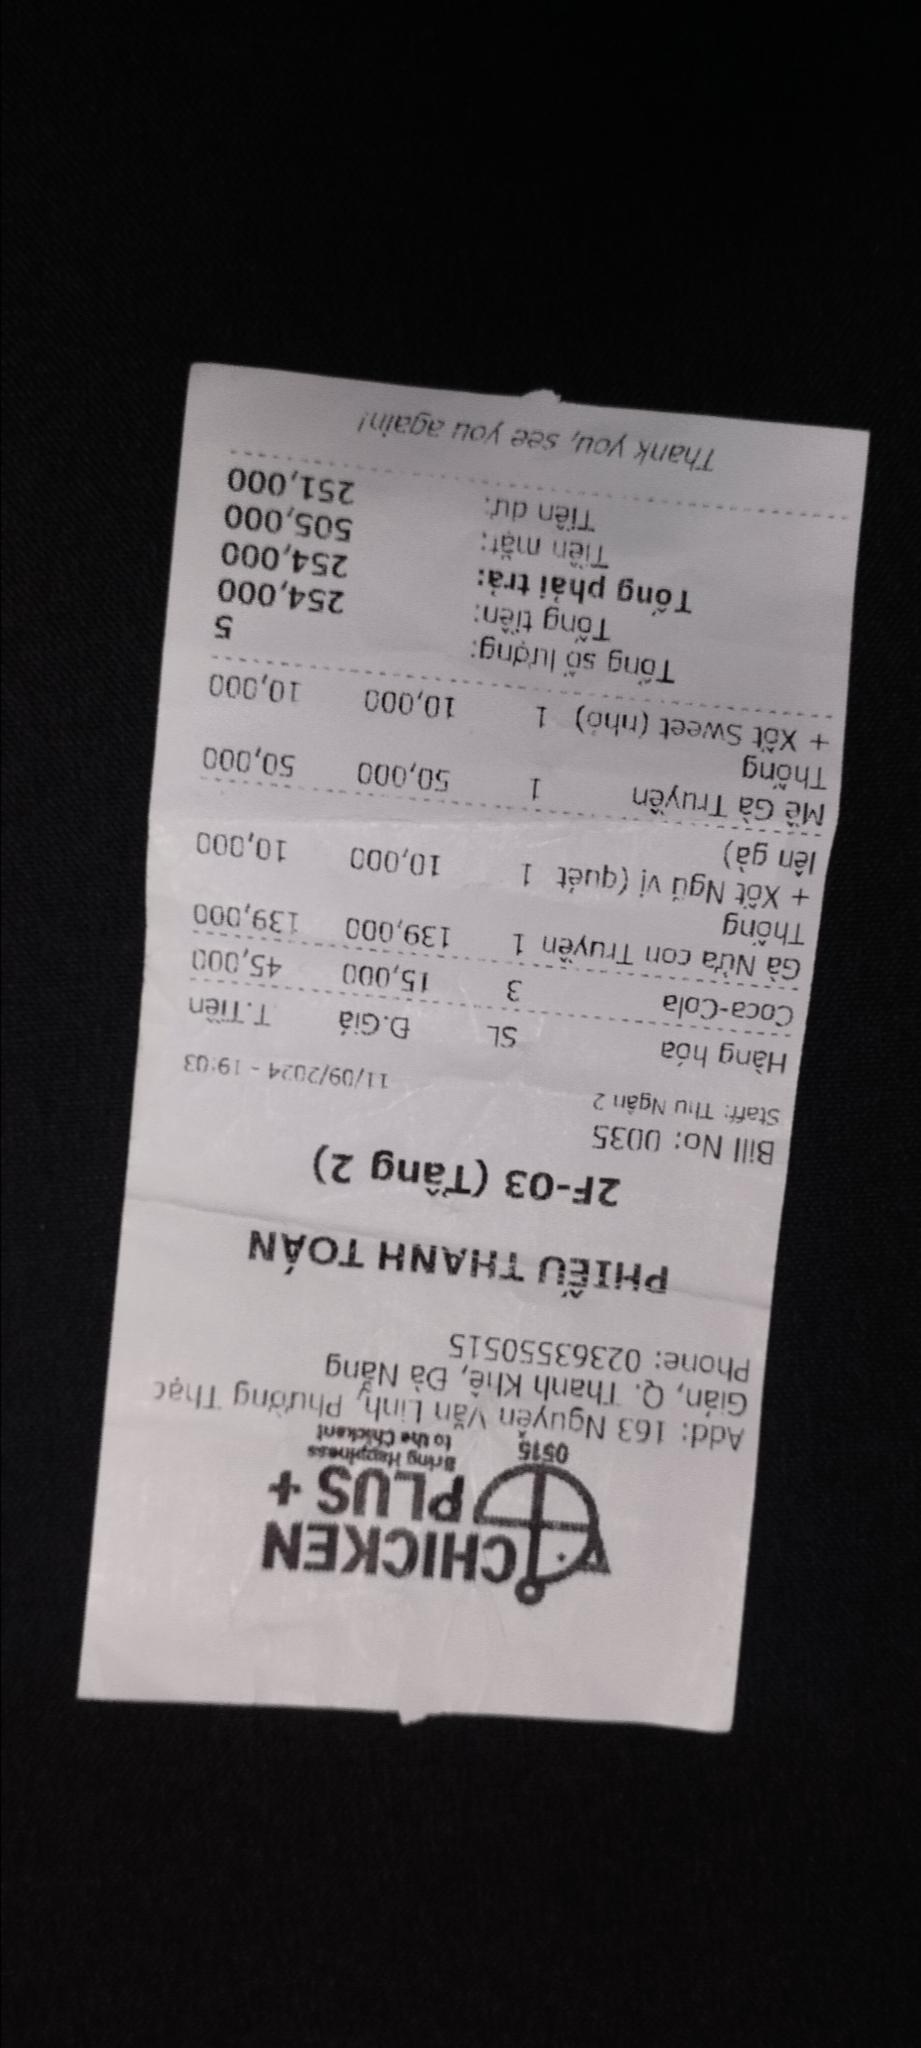 CHICKEN
PLUS +
Bring Happiness
to the Chicken!
0515
Add: 163 Nguyễn Văn Linh, Phường Thạc
Gián, Q. Thanh Khê, Đà Nẵng
Phone: 02363550515
PHIẾU THANH TOÁN
2F-03 (Tầng 2)
Bill No: 0035
Staff: Thu Ngân 2 11/09/2024 - 19:03
Hàng hóa SL Đ.Giá T.Tiền
Coca-Cola 3 15,000 45,000
Gà Nửa con Truyền 1 139,000 139,000
Thống
+ Xốt Ngũ vị (quét 1 10,000 10,000
lên gà)
Mề Gà Truyền 1 50,000 50,000
Thống
+ Xốt Sweet (nhỏ) 1 10,000 10,000
Tổng số lượng: 5
Tổng tiền: 254,000
Tổng phải trả: 254,000
Tiền mặt: 505,000
Tiền dư: 251,000
Thank you, see you again!